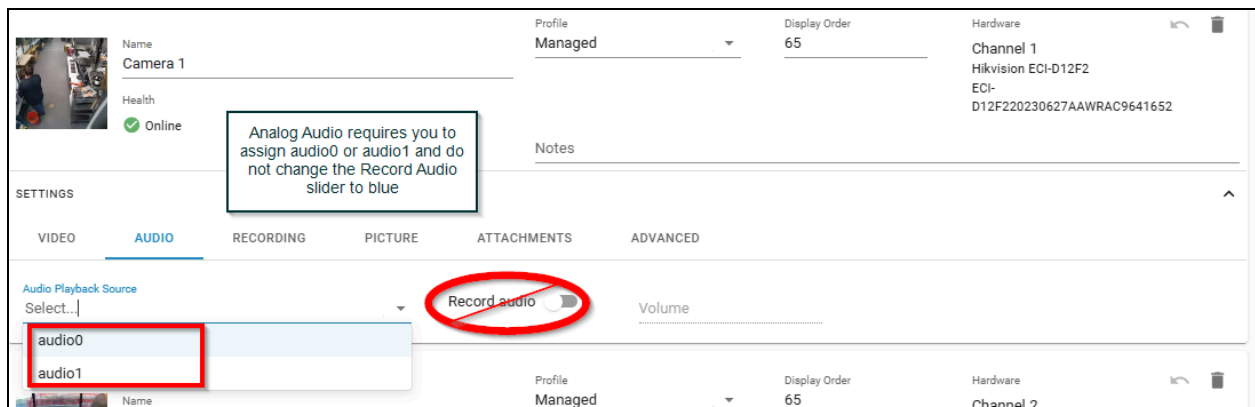 Name
Camera 1
Health
Online
Profile
Managed
Display Order
65
Hardware
Channel 1
Hikvision ECI-D12F2
ECI-
D12F220230627AAWRAC9641652
Notes
Analog Audio requires you to
assign audio0 or audio1 and do
not change the Record Audio
slider to blue
SETTINGS
VIDEO AUDIO RECORDING PICTURE ATTACHMENTS ADVANCED
Audio Playback Source
Select...
Record audio
Volume
audio0
audio1
Name
Profile
Managed
Display Order
65
Hardware
Channel 2